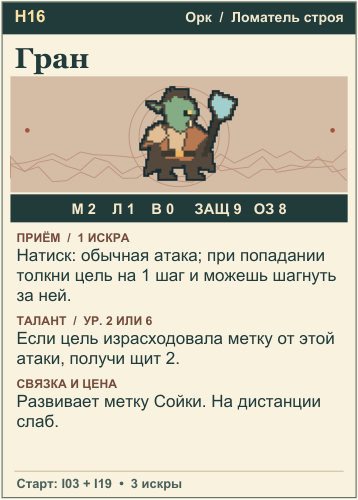 H16 Орк / Ломатель строя
Гран
М 2 Л 1 В 0 ЗАЩ 9 ОЗ 8
ПРИЁМ / 1 ИСКРА
Натиск: обычная атака; при попадании
толкни цель на 1 шаг и можешь шагнуть
за ней.
ТАЛАНТ / УР. 2 ИЛИ 6
Если цель израсходовала метку от этой
атаки, получи щит 2.
СВЯЗКА И ЦЕНА
Развивает метку Сойки. На дистанции
слаб.
Старт: I03 + I19 • 3 искры